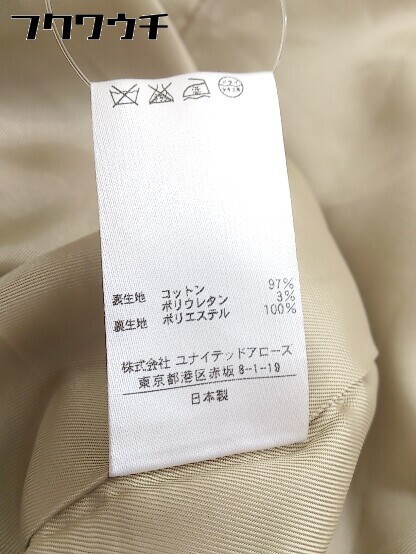 フクウクチ
表生地 コットン 97%
ポリウレタン 3%
裏生地 ポリエステル 100%
株式会社 ユナイテッドアローズ
東京都港区赤坂 8-1-19
日本製